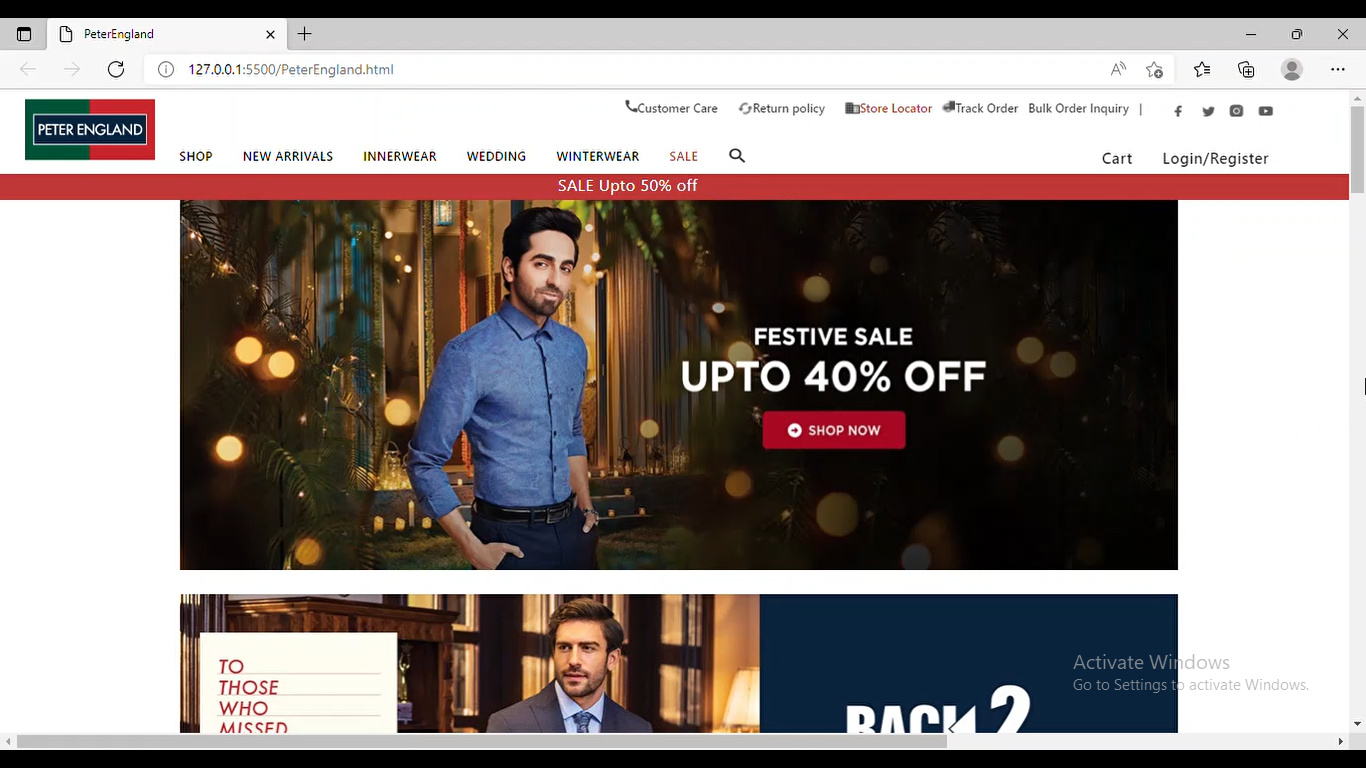 PeterEngland
127.0.0.1:5500/PeterEngland.html
PETER ENGLAND
Customer Care Return policy Store Locator Track Order Bulk Order Inquiry |
SHOP NEW ARRIVALS INNERWEAR WEDDING WINTERWEAR SALE
Cart Login/Register
SALE Upto 50% off
FESTIVE SALE
UPTO 40% OFF
SHOP NOW
TO
THOSE
WHO
MISSED
BACK 2
Activate Windows
Go to Settings to activate Windows.